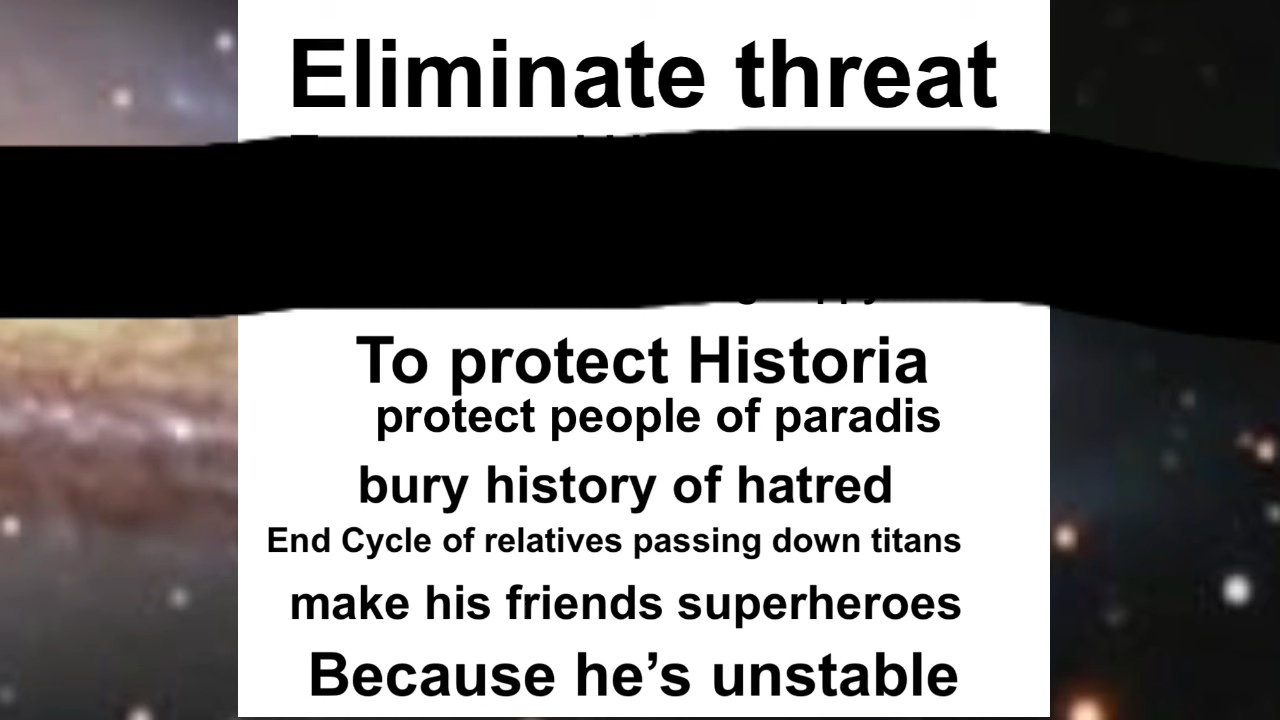 Eliminate threat
To protect Historia
protect people of paradis
bury history of hatred
End Cycle of relatives passing down titans
make his friends superheroes
Because he’s unstable